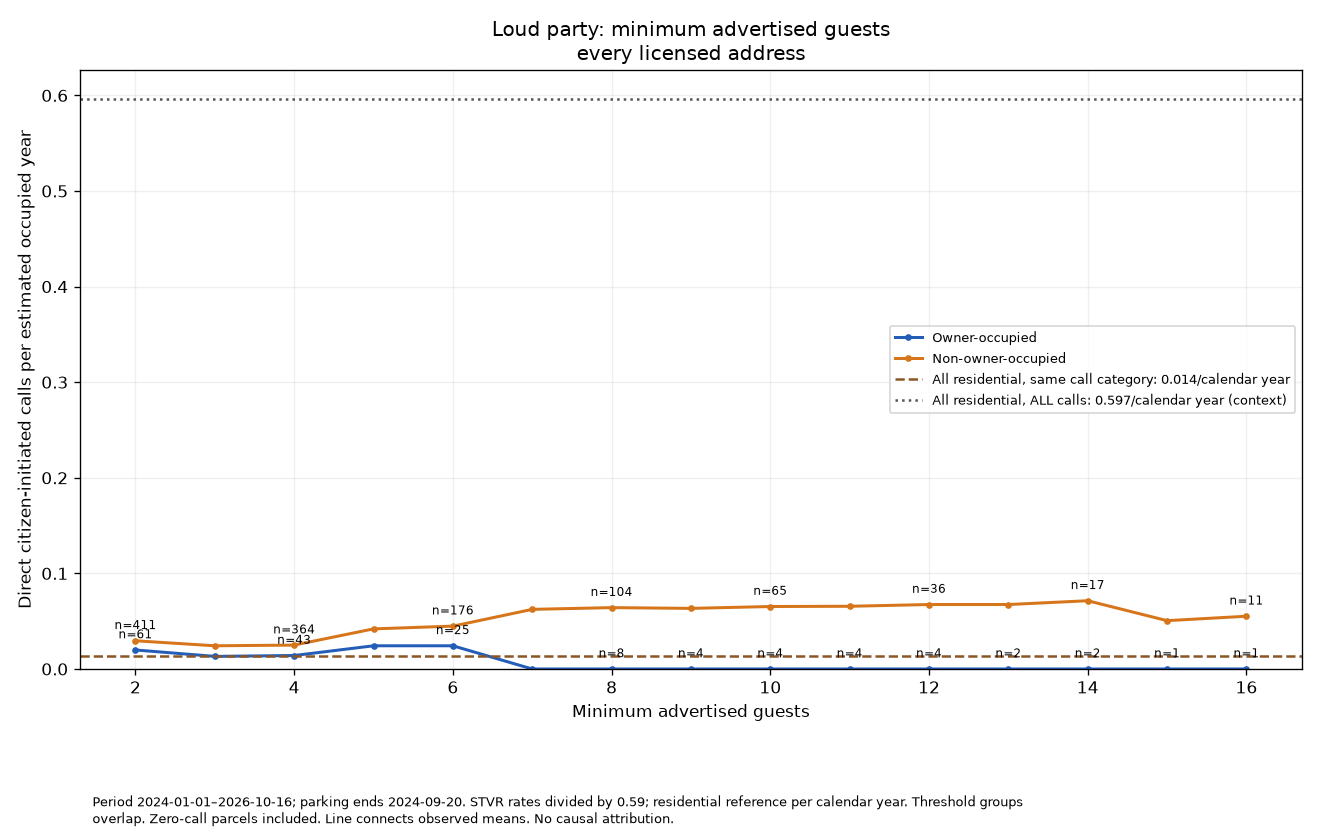 Loud party: minimum advertised guests
every licensed address
Direct citizen-initiated calls per estimated occupied year
0.6
0.5
0.4
0.3
0.2
0.1
0.0
Owner-occupied
Non-owner-occupied
All residential, same call category: 0.014/calendar year
All residential, ALL calls: 0.597/calendar year (context)
n=411
n=61
n=364
n=43
n=176
n=25
n=104
n=65
n=36
n=17
n=11
n=8
n=4
n=4
n=4
n=4
n=2
n=2
n=1
n=1
2 4 6 8 10 12 14 16
Minimum advertised guests
Period 2024-01-01–2026-10-16; parking ends 2024-09-20. STVR rates divided by 0.59; residential reference per calendar year. Threshold groups
overlap. Zero-call parcels included. Line connects observed means. No causal attribution.